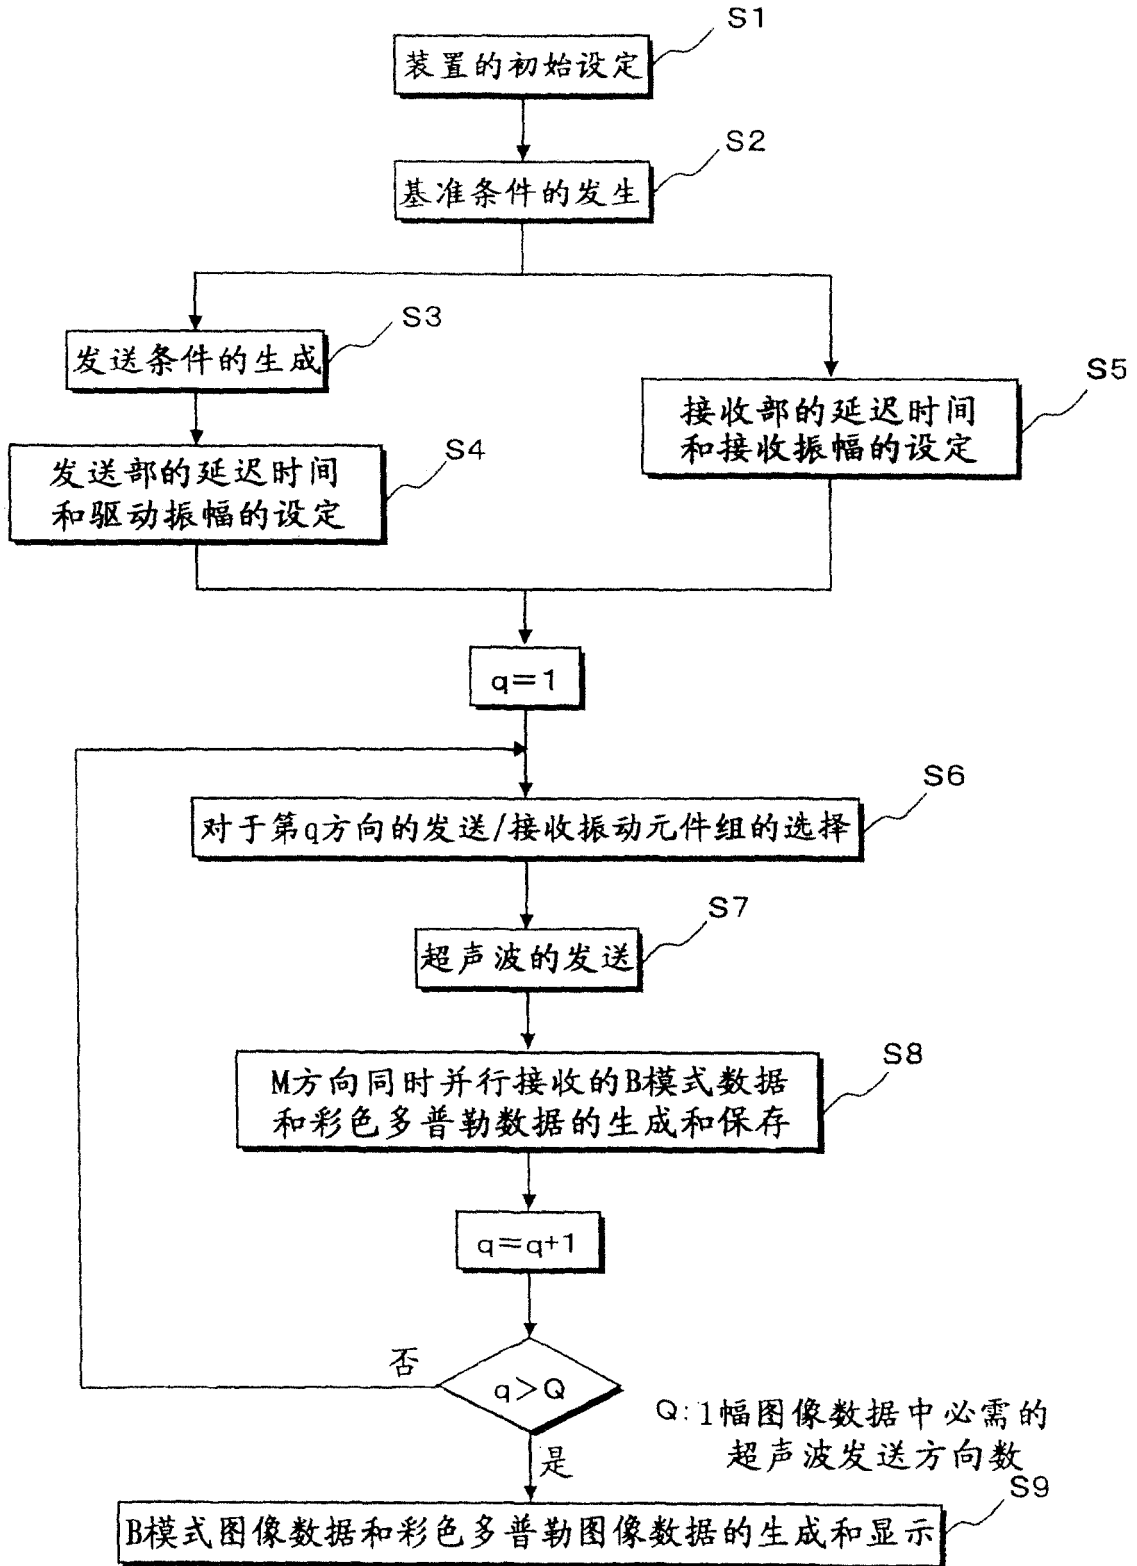 S1
装置的初始设定
S2
基准条件的发生
S3
发送条件的生成
S4
发送部的延迟时间
和驱动振幅的设定
S5
接收部的延迟时间
和接收振幅的设定
q=1
S6
对于第q方向的发送/接收振动元件组的选择
S7
超声波的发送
S8
M方向同时并行接收的B模式数据
和彩色多普勒数据的生成和保存
q=q+1
否
q>Q
Q:1幅图像数据中必需的
超声波发送方向数
是
S9
B模式图像数据和彩色多普勒图像数据的生成和显示